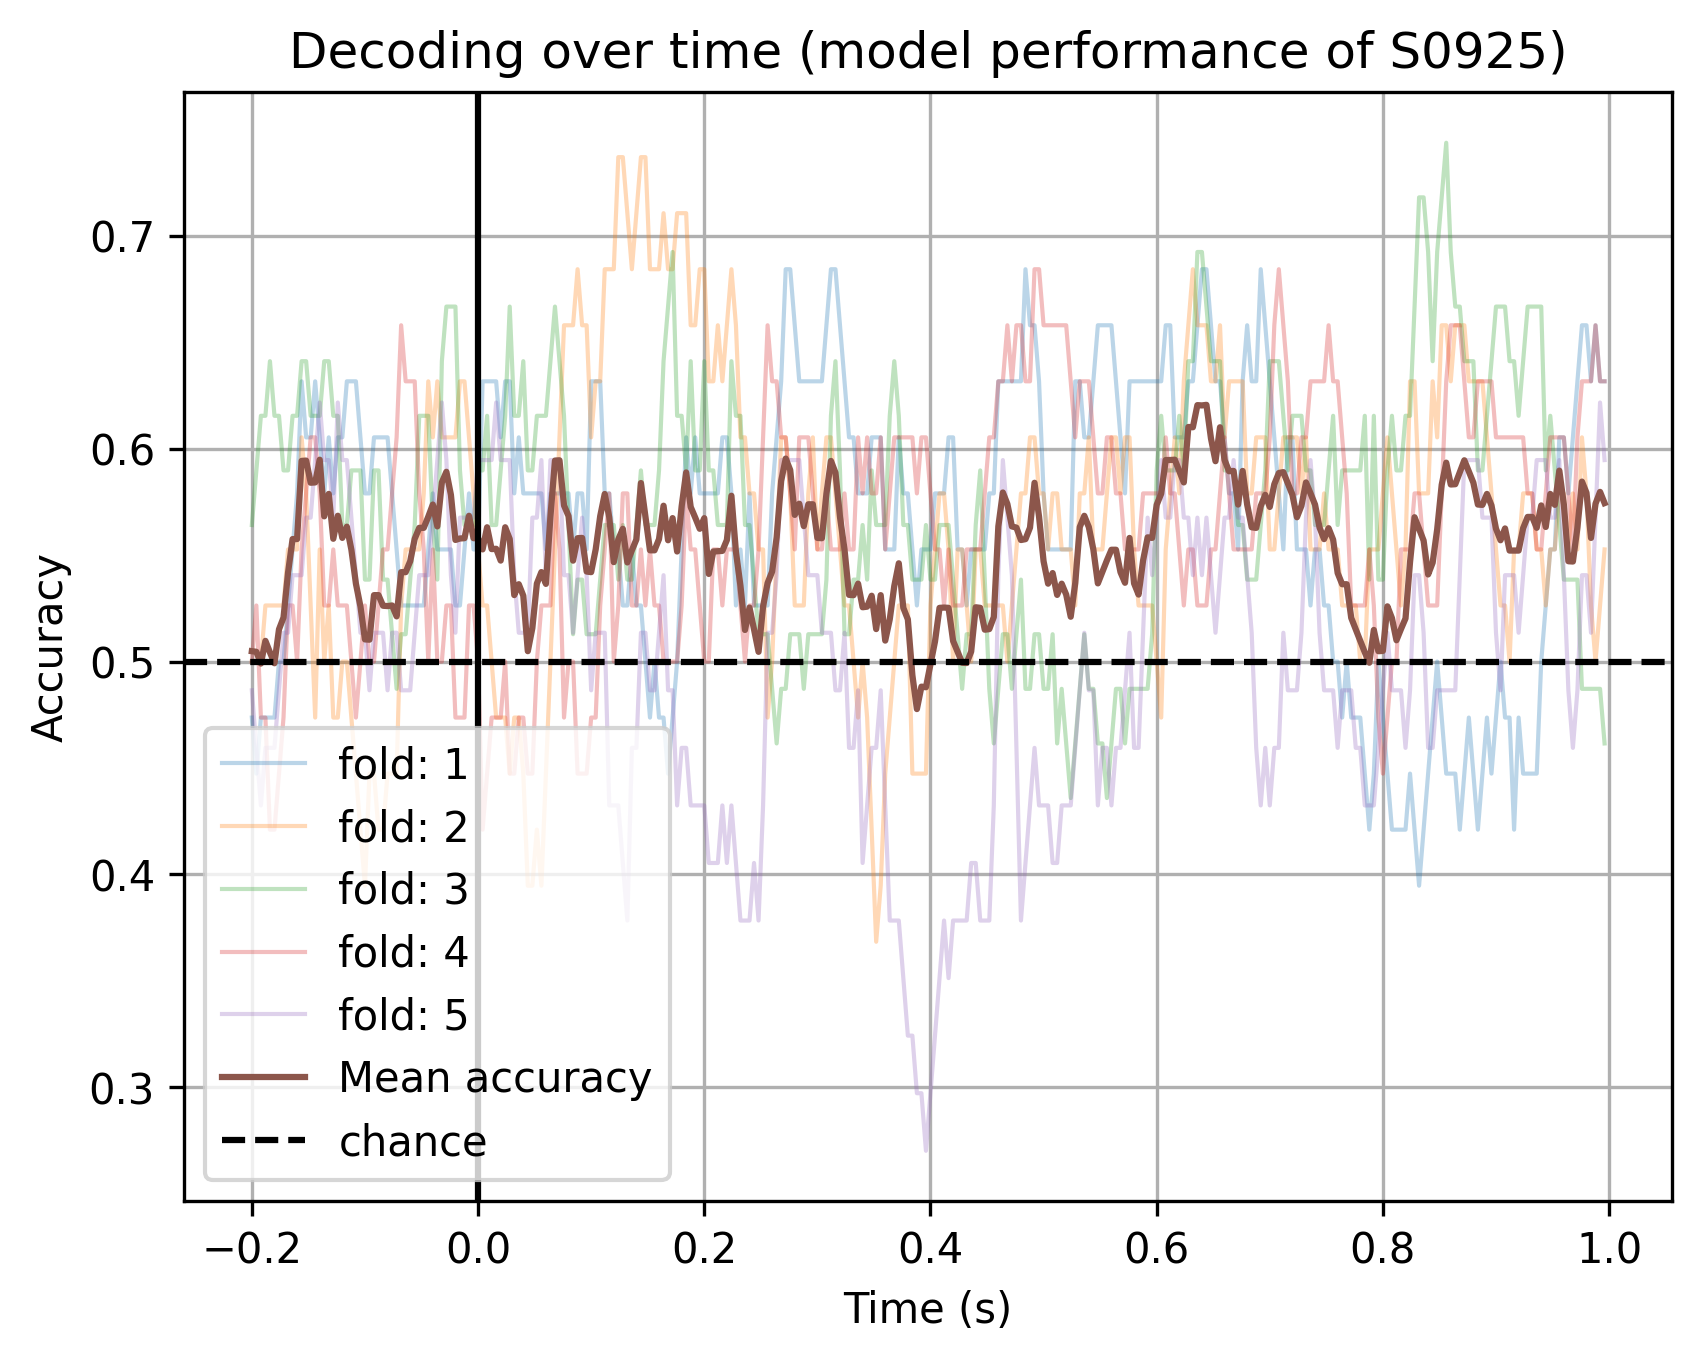 Decoding over time (model performance of S0925)
Accuracy
0.7
0.6
0.5
0.4
0.3
fold: 1
fold: 2
fold: 3
fold: 4
fold: 5
Mean accuracy
chance
−0.2 0.0 0.2 0.4 0.6 0.8 1.0
Time (s)